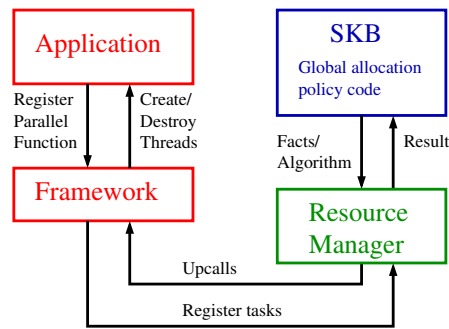 Application
SKB
Global allocation
policy code
Register
Parallel
Function
Create/
Destroy
Threads
Facts/
Algorithm
Result
Framework
Resource
Manager
Upcalls
Register tasks